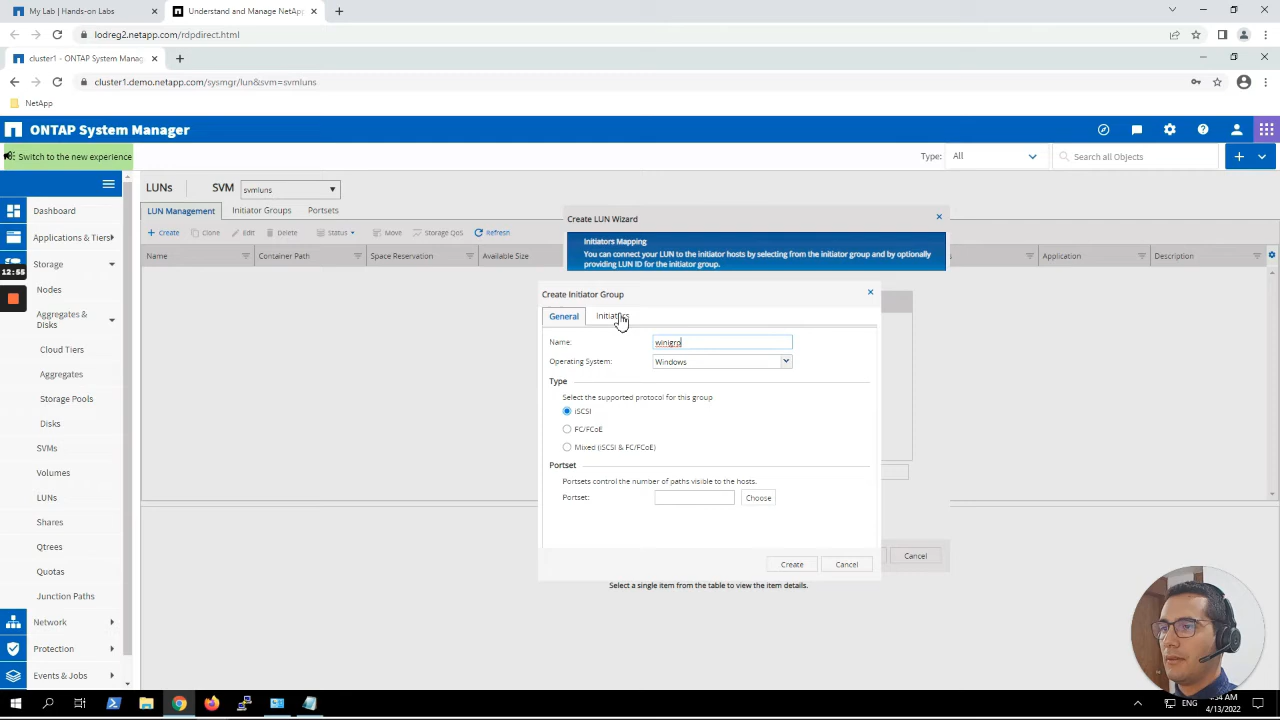 My Lab | Hands-on Labs
Understand and Manage NetAp
lodreg2.netapp.com/rdpdirect.html
cluster1 - ONTAP System Manager
cluster1.demo.netapp.com/sysmgr/lun&svm=svmluns
NetApp
ONTAP System Manager
Switch to the new experience
Type: All
Search all Objects
LUNs
SVM svmluns
Dashboard
Applications & Tiers
Storage
Nodes
Aggregates & Disks
Cloud Tiers
Aggregates
Storage Pools
Disks
SVMs
Volumes
LUNs
Shares
Qtrees
Quotas
Junction Paths
Network
Protection
Events & Jobs
12:55
LUN Management
Initiator Groups
Portsets
Create
Clone
Edit
Delete
Status
Move
Storage QoS
Refresh
Name
Container Path
Space Reservation
Available Size
Application
Description
Create LUN Wizard
Initiators Mapping
You can connect your LUN to the initiator hosts by selecting from the initiator group and by optionally
providing LUN ID for the initiator group.
Create Initiator Group
General
Initiators
Name: winigrp
Operating System: Windows
Type
Select the supported protocol for this group
iSCSI
FC/FCoE
Mixed (iSCSI & FC/FCoE)
Portset
Portsets control the number of paths visible to the hosts.
Portset:
Choose
Create
Cancel
Cancel
Select a single item from the table to view the item details.
ENG
4/13/2022